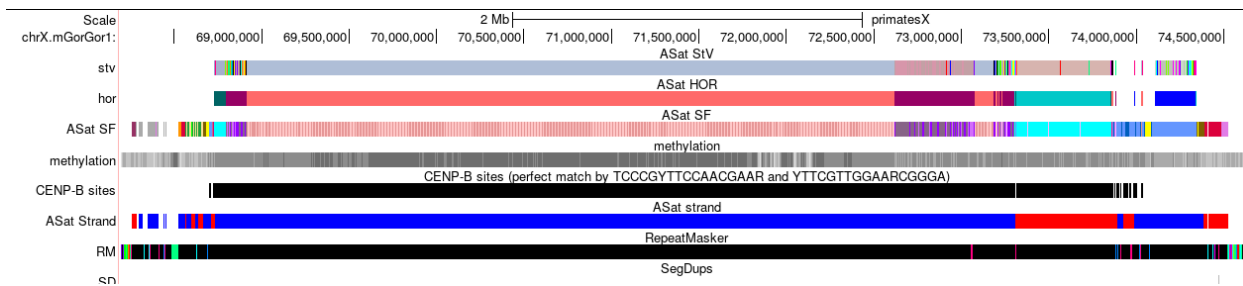 Scale 2 Mb primatesX
chrX.mGorGor1: 69,000,000 69,500,000 70,000,000 70,500,000 71,000,000 71,500,000 72,000,000 72,500,000 73,000,000 73,500,000 74,000,000 74,500,000
ASat StV
stv
ASat HOR
hor
ASat SF
ASat SF
methylation
methylation
CENP-B sites (perfect match by TCCCGYTTCCAACGAAR and YTTCGTTGGAARCGGGA)
CENP-B sites
ASat strand
ASat Strand
RepeatMasker
RM
SegDups
SD